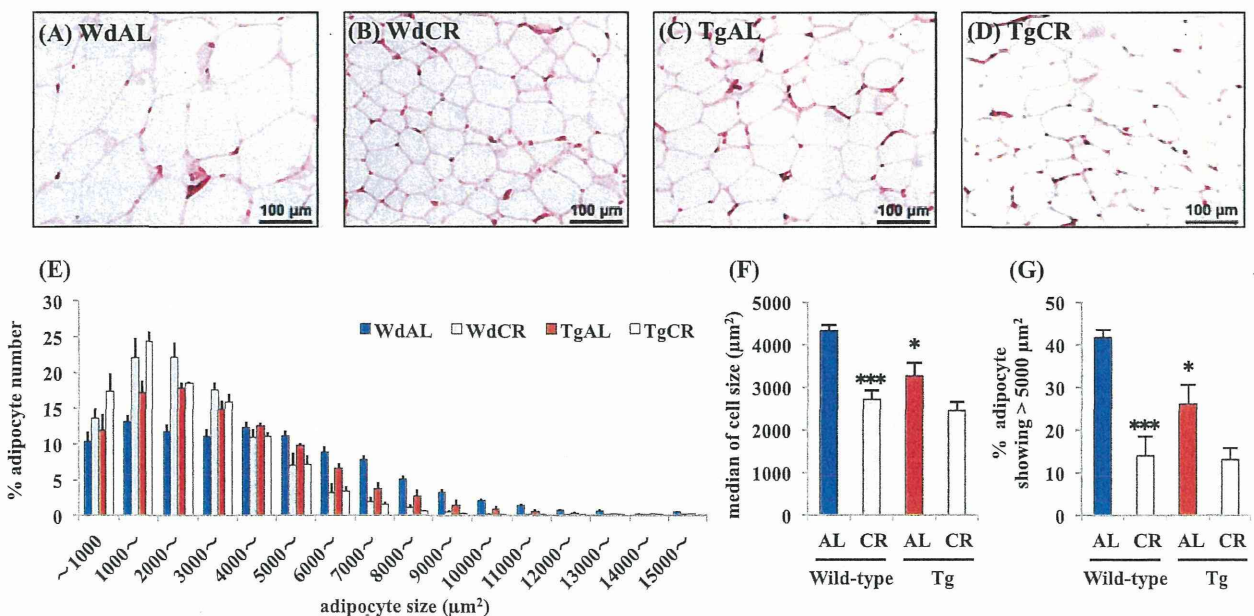 (A) WdAL
(B) WdCR
(C) TgAL
(D) TgCR
100 µm
100 µm
100 µm
100 µm
(E)
% adipocyte number
30
25
20
15
10
5
0
WdAL
WdCR
TgAL
TgCR
~1000
10000~
2000~
3000~
4000~
5000~
6000~
7000~
8000~
9000~
10000~
11000~
12000~
13000~
14000~
15000~
adipocyte size (µm²)
(F)
median of cell size (µm²)
5000
4000
3000
2000
1000
0
***
*
AL CR AL CR
Wild-type Tg
(G)
% adipocyte
showing > 5000 µm²
50
40
30
20
10
0
***
*
AL CR AL CR
Wild-type Tg